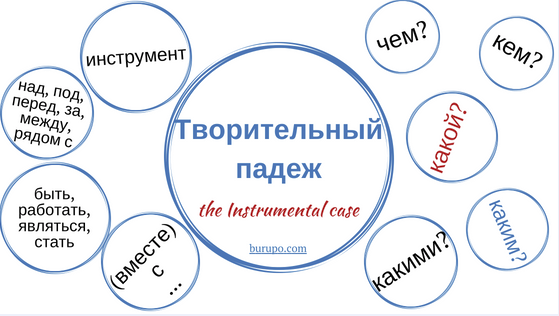 инструмент
над, под,
перед, за,
между,
рядом с
быть,
работать,
являться,
стать
(вместе)
с
...
Творительный
падеж
the Instrumental case
burupo.com
чем?
кем?
какой?
каким?
какими?